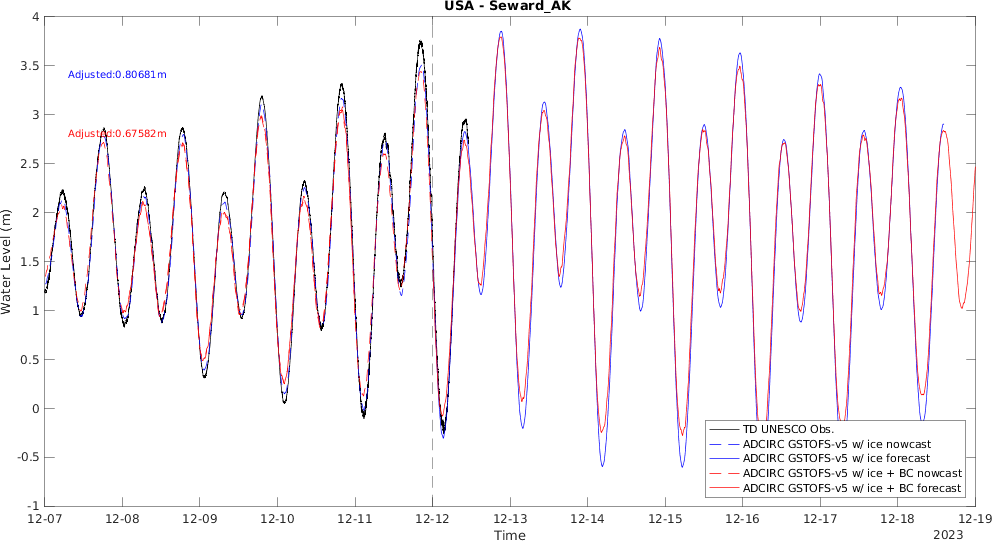 USA - Seward_AK
4
3.5
3
2.5
2
1.5
1
0.5
0
-0.5
-1
Water Level (m)
Adjusted:0.80681m
Adjusted:0.67582m
TD UNESCO Obs.
ADCIRC GSTOFS-v5 w/ ice nowcast
ADCIRC GSTOFS-v5 w/ ice forecast
ADCIRC GSTOFS-v5 w/ ice + BC nowcast
ADCIRC GSTOFS-v5 w/ ice + BC forecast
12-07 12-08 12-09 12-10 12-11 12-12 12-13 12-14 12-15 12-16 12-17 12-18 12-19
Time
2023